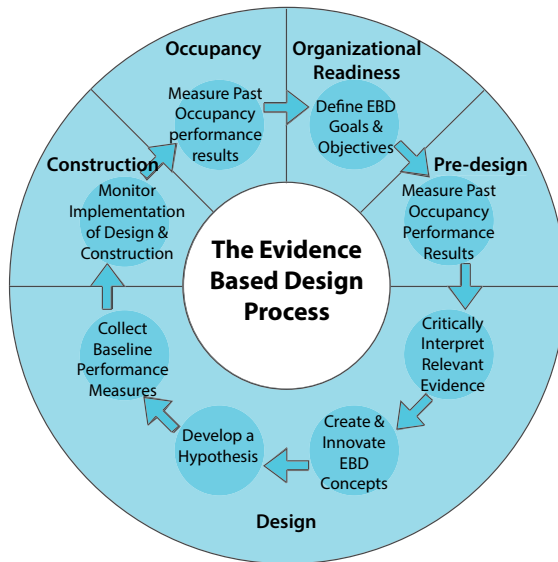 Occupancy
Measure Past
Occupancy
performance
results
Organizational
Readiness
Define EBD
Goals &
Objectives
Pre-design
Measure Past
Occupancy
Performance
Results
Critically
Interpret
Relevant
Evidence
Create &
Innovate
EBD
Concepts
Develop a
Hypothesis
Collect
Baseline
Performance
Measures
Design
Construction
Monitor
Implementation
of Design &
Construction
The Evidence
Based Design
Process